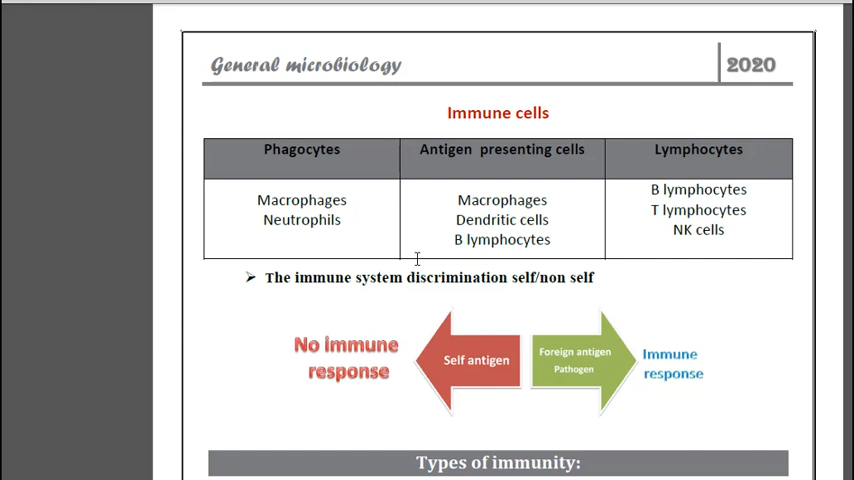 General microbiology
2020
Immune cells
Phagocytes
Antigen presenting cells
Lymphocytes
Macrophages
Neutrophils
Macrophages
Dendritic cells
B lymphocytes
B lymphocytes
T lymphocytes
NK cells
➢ The immune system discrimination self/non self
No immune
response
Self antigen
Foreign antigen
Pathogen
Immune
response
Types of immunity: